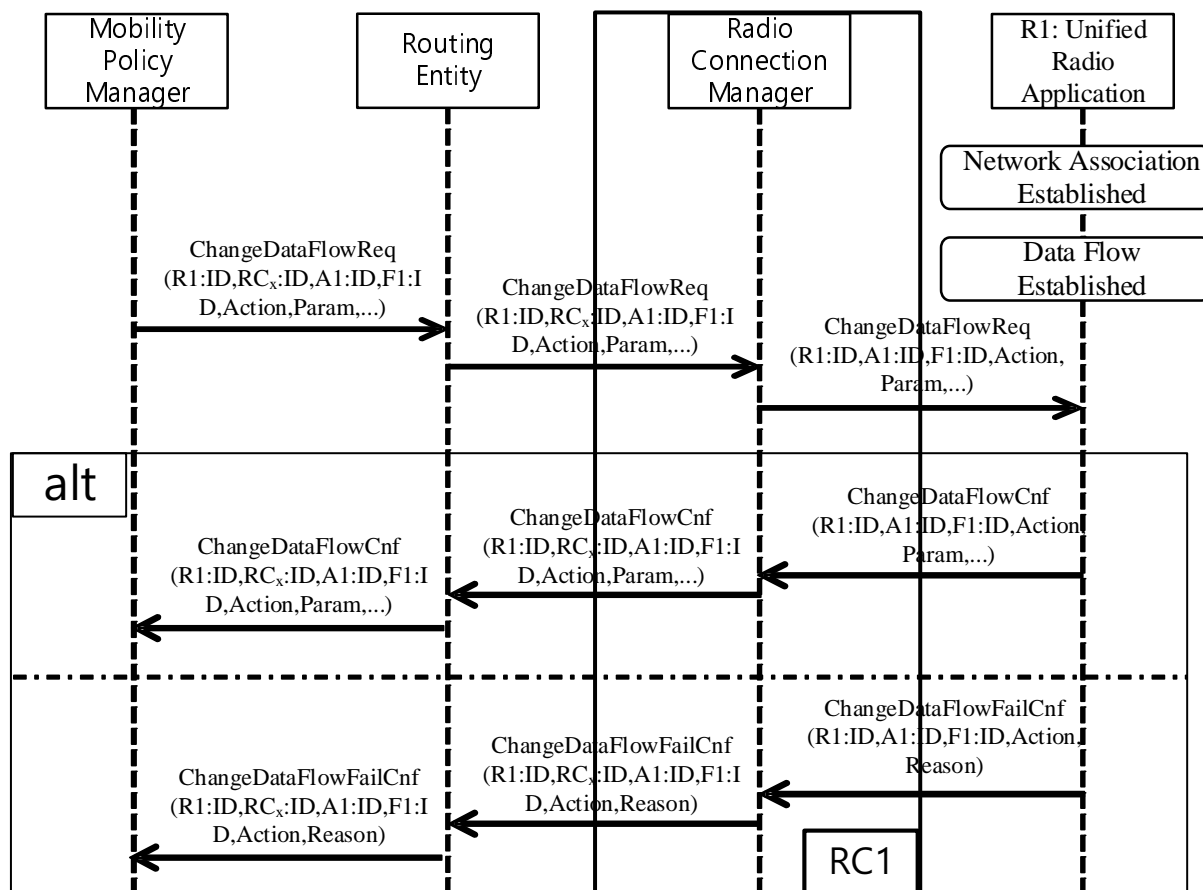 Mobility
Policy
Manager
Routing
Entity
Radio
Connection
Manager
R1: Unified
Radio
Application
Network Association
Established
Data Flow
Established
ChangeDataFlowReq
(R1:ID,RCx:ID,A1:ID,F1:I
D,Action,Param,...)
ChangeDataFlowReq
(R1:ID,RCx:ID,A1:ID,F1:I
D,Action,Param,...)
ChangeDataFlowReq
(R1:ID,A1:ID,F1:ID,Action,
Param,...)
alt
ChangeDataFlowCnf
(R1:ID,A1:ID,F1:ID,Action,
Param,...)
ChangeDataFlowCnf
(R1:ID,RCx:ID,A1:ID,F1:I
D,Action,Param,...)
ChangeDataFlowCnf
(R1:ID,RCx:ID,A1:ID,F1:I
D,Action,Param,...)
ChangeDataFlowFailCnf
(R1:ID,A1:ID,F1:ID,Action,
Reason)
ChangeDataFlowFailCnf
(R1:ID,RCx:ID,A1:ID,F1:I
D,Action,Reason)
ChangeDataFlowFailCnf
(R1:ID,RCx:ID,A1:ID,F1:I
D,Action,Reason)
RC1